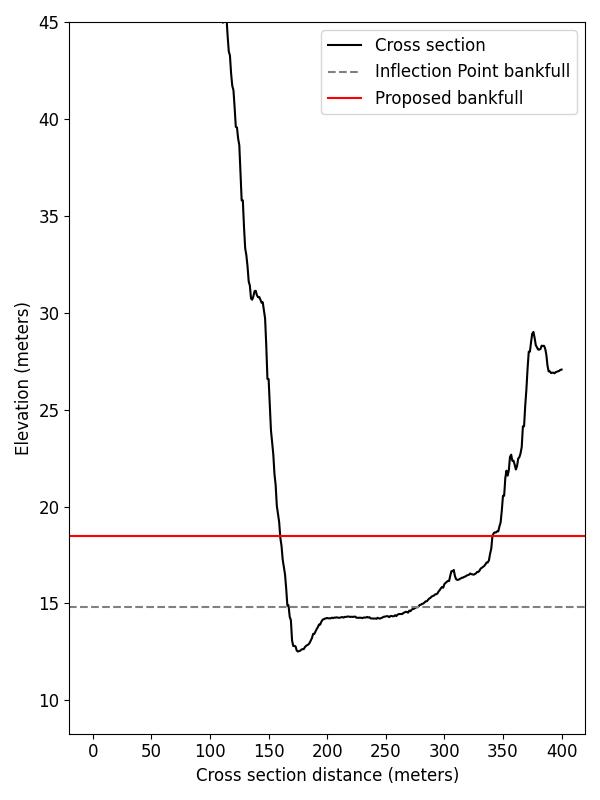 Cross section
Inflection Point bankfull
Proposed bankfull
45
40
35
30
25
20
15
10
Elevation (meters)
0 50 100 150 200 250 300 350 400
Cross section distance (meters)